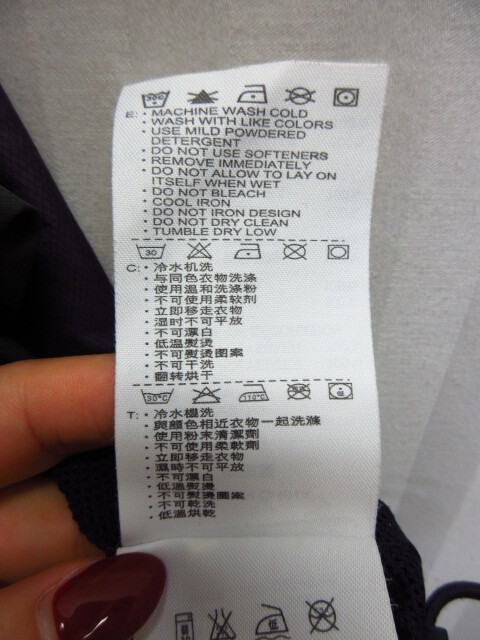 30°
E: · MACHINE WASH COLD
· WASH WITH LIKE COLORS
· USE MILD POWDERED
DETERGENT
· DO NOT USE SOFTENERS
· REMOVE IMMEDIATELY
· DO NOT ALLOW TO LAY ON
ITSELF WHEN WET
· DO NOT BLEACH
· COOL IRON
· DO NOT IRON DESIGN
· DO NOT DRY CLEAN
· TUMBLE DRY LOW
30
C: · 冷水机洗
· 与同色衣物洗涤
· 使用温和洗涤粉
· 不可使用柔软剂
· 立即移走衣物
· 湿时不可平放
· 不可漂白
· 低温熨烫
· 不可熨烫图案
· 不可干洗
· 翻转烘干
30°C 110°C 低
T: · 冷水機洗
· 與顏色相近衣物一起洗滌
· 使用粉末清潔劑
· 不可使用柔軟劑
· 立即移走衣物
· 濕時不可平放
· 不可漂白
· 低溫熨燙
· 不可熨燙圖案
· 不可乾洗
· 低溫烘乾
低